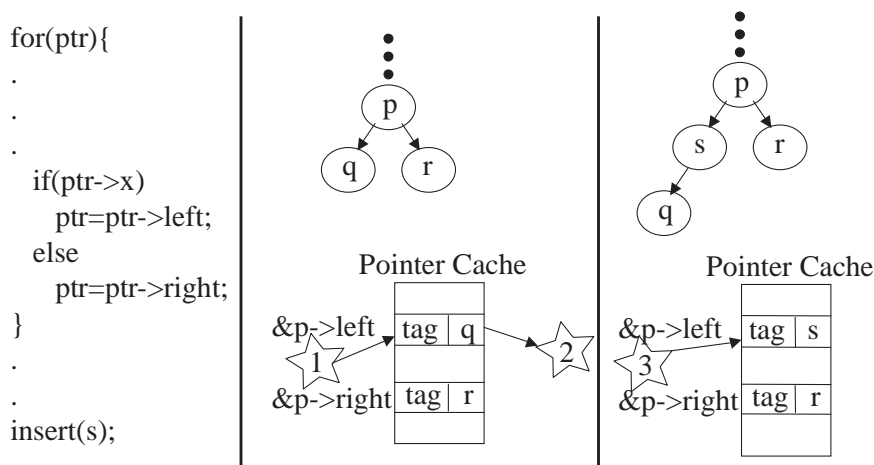 for(ptr){
.
.
.
if(ptr->x)
ptr=ptr->left;
else
ptr=ptr->right;
}
.
.
insert(s);
p
q r
Pointer Cache
&p->left
tag q
1
2
&p->right
tag r
p
s r
q
Pointer Cache
&p->left
tag s
3
&p->right
tag r